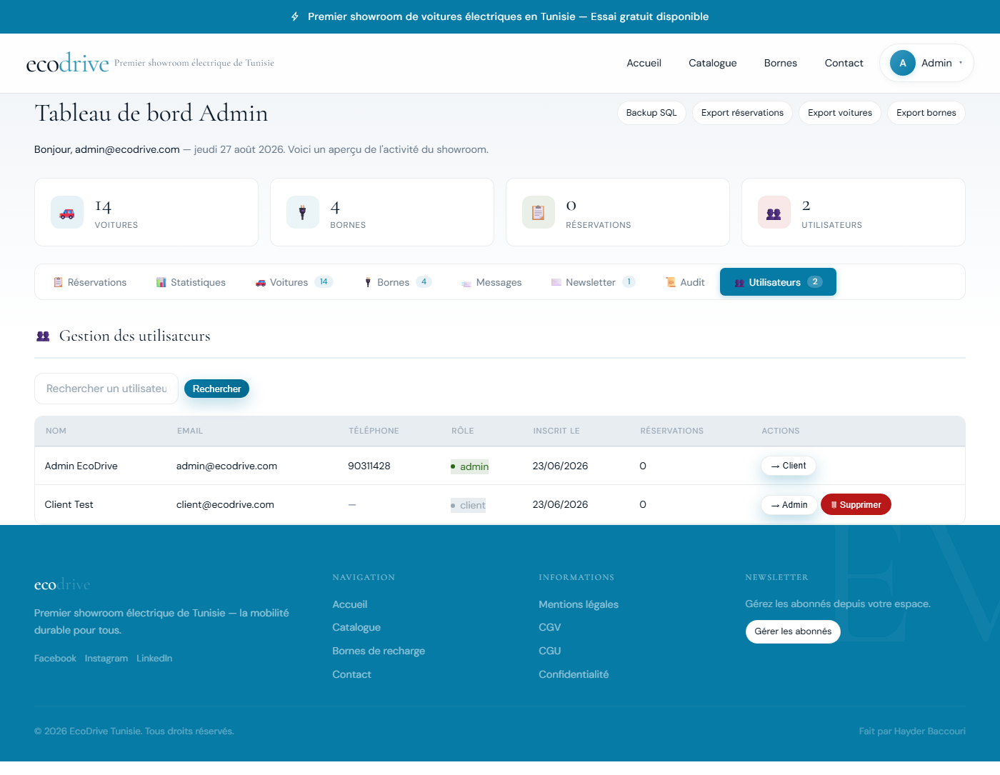 Premier showroom de voitures électriques en Tunisie — Essai gratuit disponible
ecodrive Premier showroom électrique de Tunisie
Accueil Catalogue Bornes Contact A Admin
Tableau de bord Admin
Backup SQL Export réservations Export voitures Export bornes
Bonjour, admin@ecodrive.com — jeudi 27 août 2026. Voici un aperçu de l'activité du showroom.
14
VOITURES
4
BORNES
0
RÉSERVATIONS
2
UTILISATEURS
Réservations Statistiques Voitures 14 Bornes 4 Messages Newsletter 1 Audit Utilisateurs 2
Gestion des utilisateurs
Rechercher un utilisateu Rechercher
NOM EMAIL TÉLÉPHONE RÔLE INSCRIT LE RÉSERVATIONS ACTIONS
Admin EcoDrive admin@ecodrive.com 90311428 admin 23/06/2026 0 → Client
Client Test client@ecodrive.com — client 23/06/2026 0 → Admin Supprimer
EV
ecodrive
Premier showroom électrique de Tunisie — la mobilité
durable pour tous.
Facebook Instagram LinkedIn
NAVIGATION
Accueil
Catalogue
Bornes de recharge
Contact
INFORMATIONS
Mentions légales
CGV
CGU
Confidentialité
NEWSLETTER
Gérez les abonnés depuis votre espace.
Gérer les abonnés
© 2026 EcoDrive Tunisie. Tous droits réservés.
Fait par Hayder Baccouri